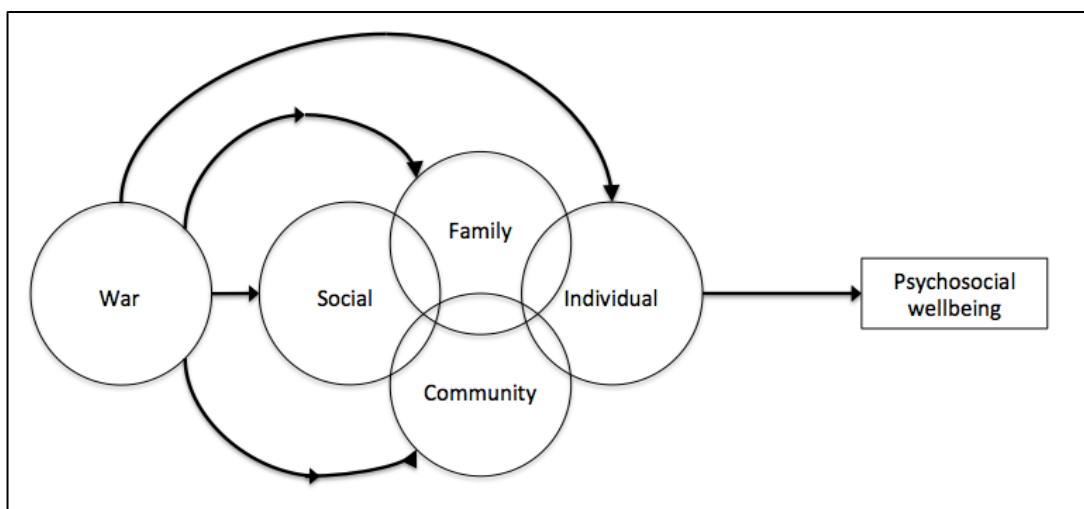 Family
War
Social
Individual
Psychosocial
wellbeing
Community